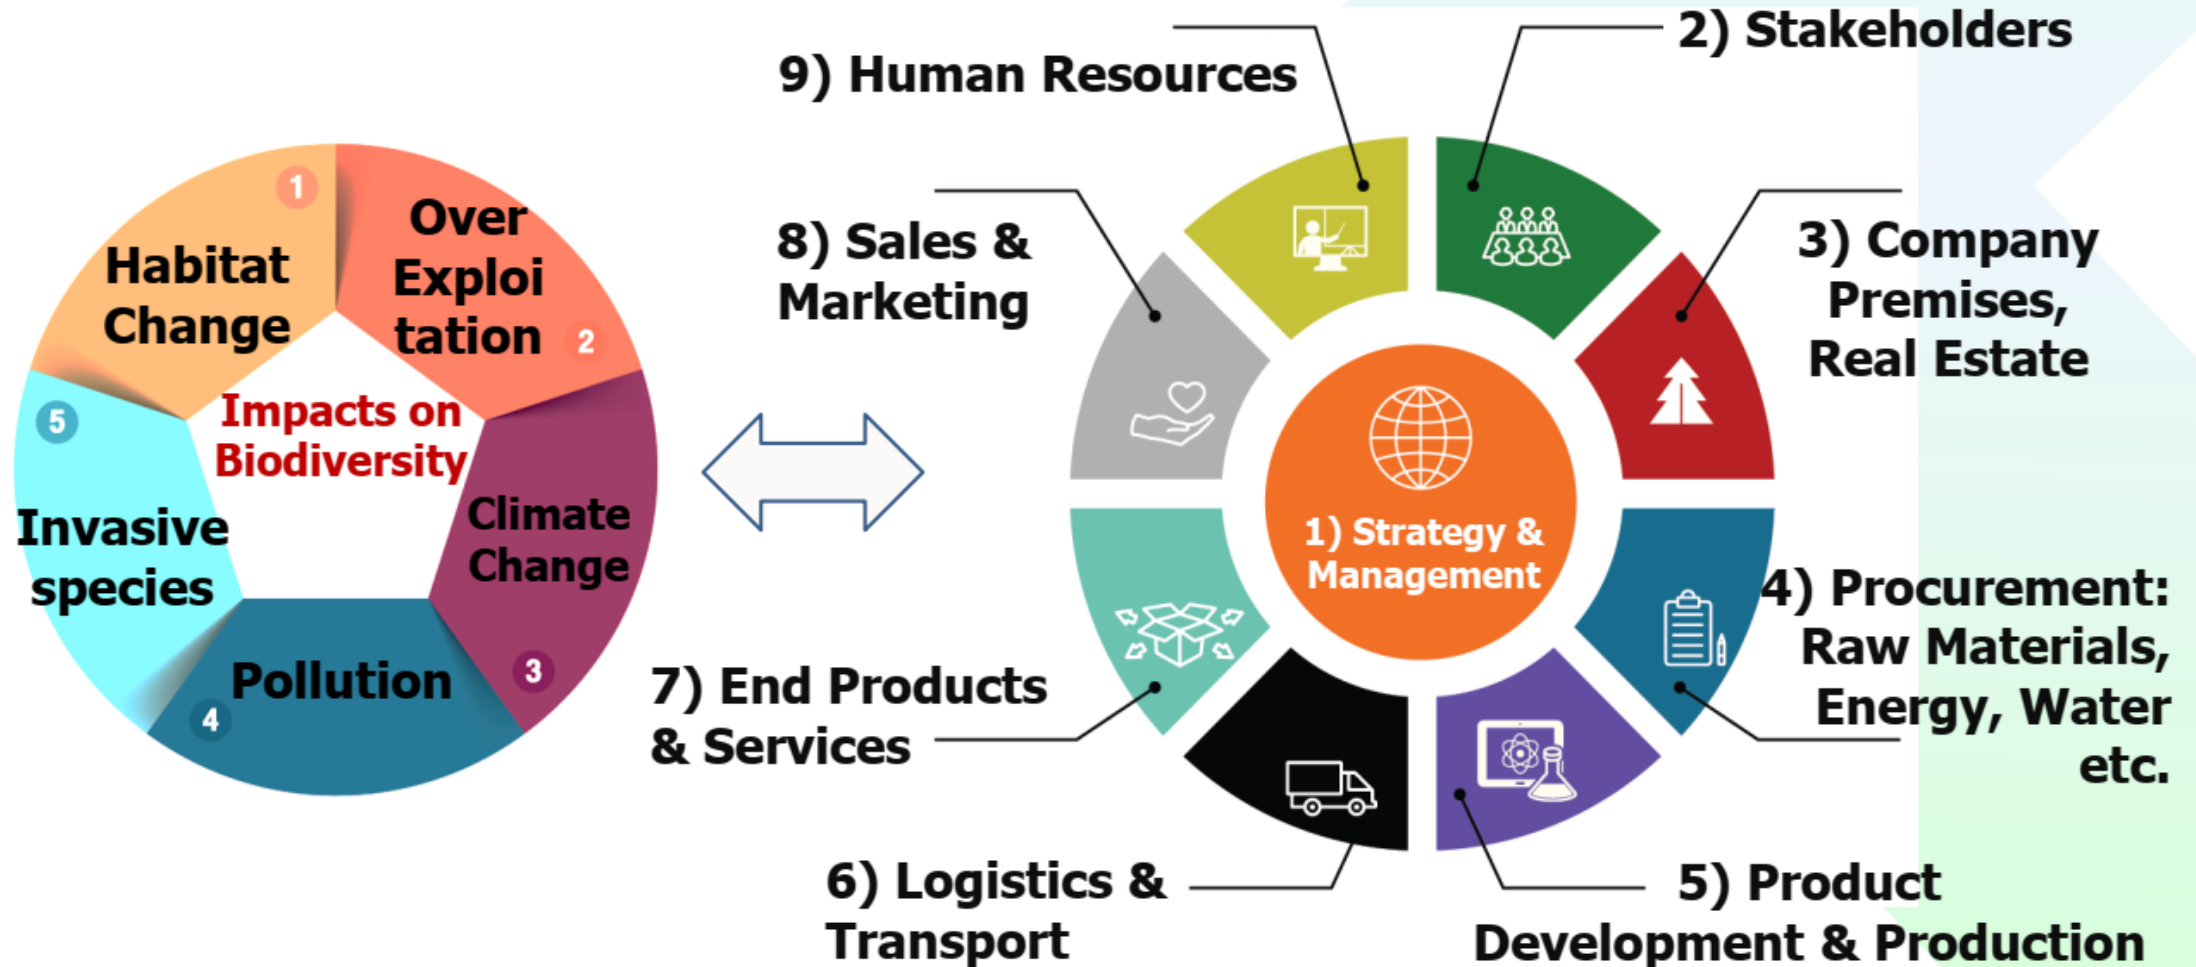 1
Habitat
Change
Over
Exploi
tation
2
Climate
Change
3
Pollution
4
5
Invasive
species
Impacts on
Biodiversity
1) Strategy &
Management
2) Stakeholders
3) Company
Premises,
Real Estate
4) Procurement:
Raw Materials,
Energy, Water
etc.
5) Product
Development & Production
6) Logistics &
Transport
7) End Products
& Services
8) Sales &
Marketing
9) Human Resources